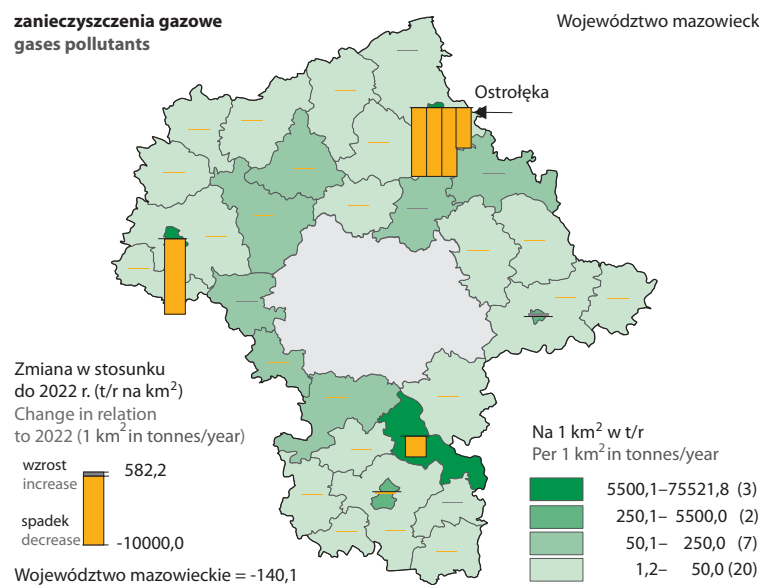 zanieczyszczenia gazowe
gases pollutants
Województwo mazowieck
Ostrołęka
Zmiana w stosunku
do 2022 r. (t/r na km²)
Change in relation
to 2022 (1 km² in tonnes/year)
wzrost
increase
582,2
spadek
decrease
-10000,0
Województwo mazowieckie = -140,1
Na 1 km² w t/r
Per 1 km² in tonnes/year
5500,1–75521,8 (3)
250,1– 5500,0 (2)
50,1– 250,0 (7)
1,2– 50,0 (20)